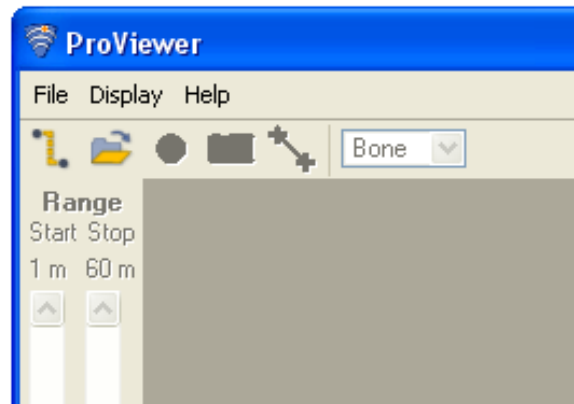 ProViewer
File Display Help
Bone
Range
Start Stop
1 m 60 m